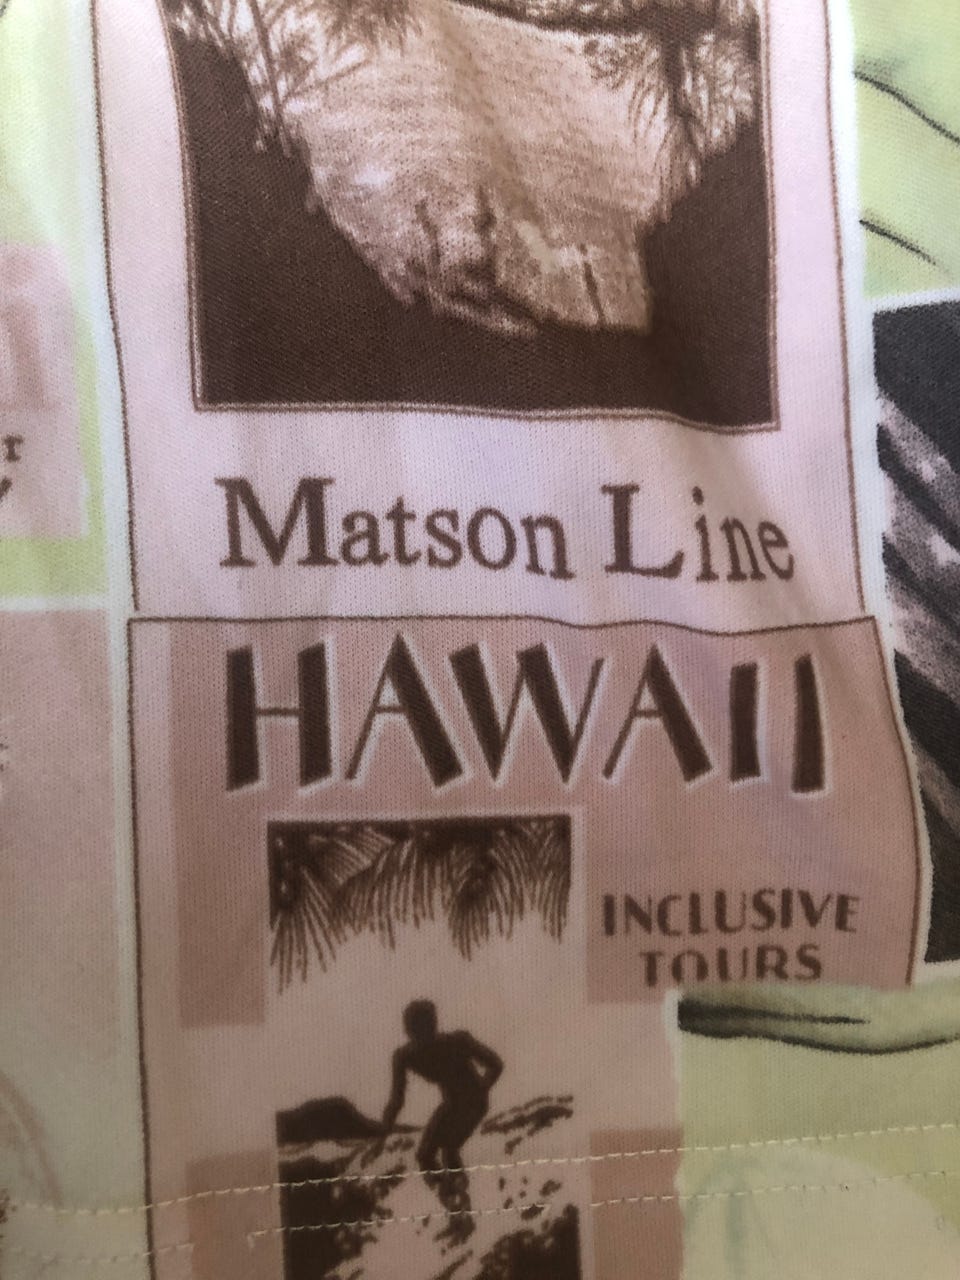 Matson Line
HAWAII
INCLUSIVE
TOURS